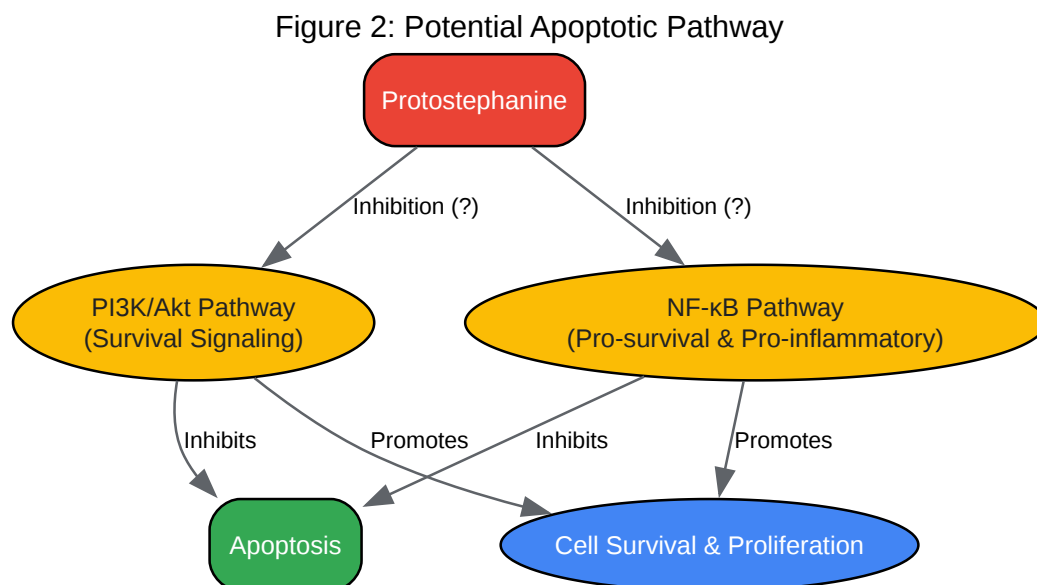 Figure 2: Potential Apoptotic Pathway
Protostephanine
Inhibition (?)
Inhibition (?)
PI3K/Akt Pathway
(Survival Signaling)
NF-κB Pathway
(Pro-survival & Pro-inflammatory)
Inhibits
Promotes
Inhibits
Promotes
Apoptosis
Cell Survival & Proliferation